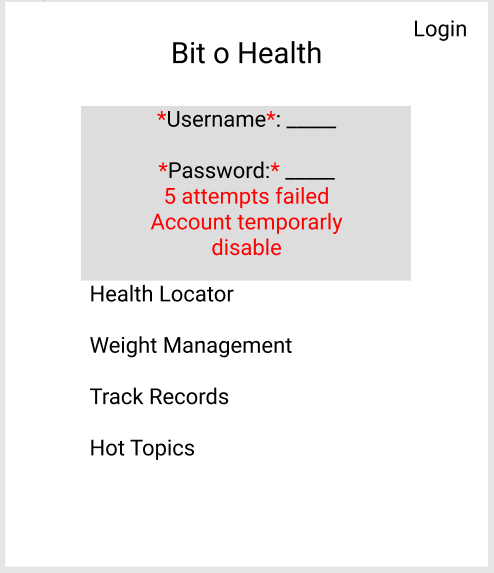 Login
Bit o Health
*Username*: _____
*Password:* _____
5 attempts failed
Account temporarly
disable
Health Locator
Weight Management
Track Records
Hot Topics